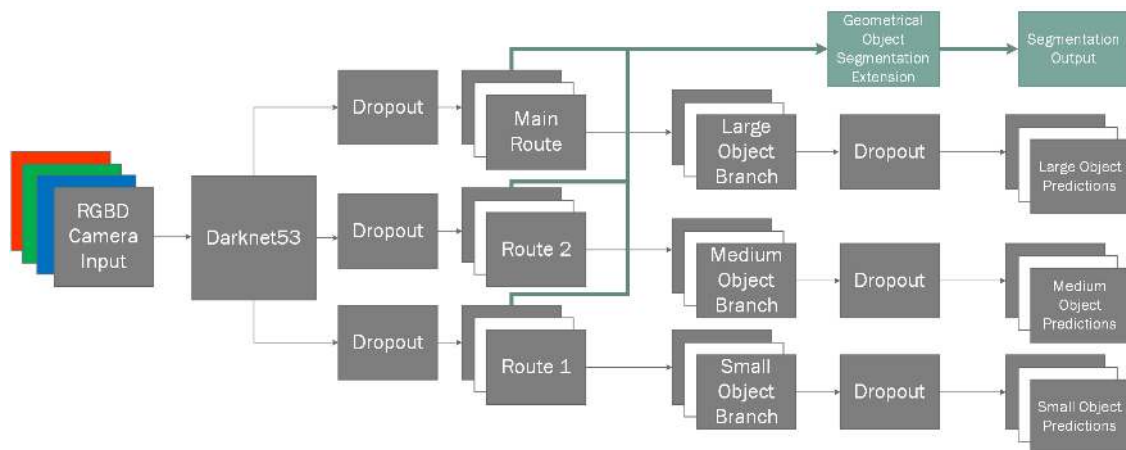 Geometrical
Object
Segmentation
Extension
Segmentation
Output
Dropout
Main
Route
Large
Object
Branch
Dropout
Large Object
Predictions
RGBD
Camera
Input
Darknet53
Dropout
Route 2
Medium
Object
Branch
Dropout
Medium
Object
Predictions
Dropout
Route 1
Small
Object
Branch
Dropout
Small Object
Predictions